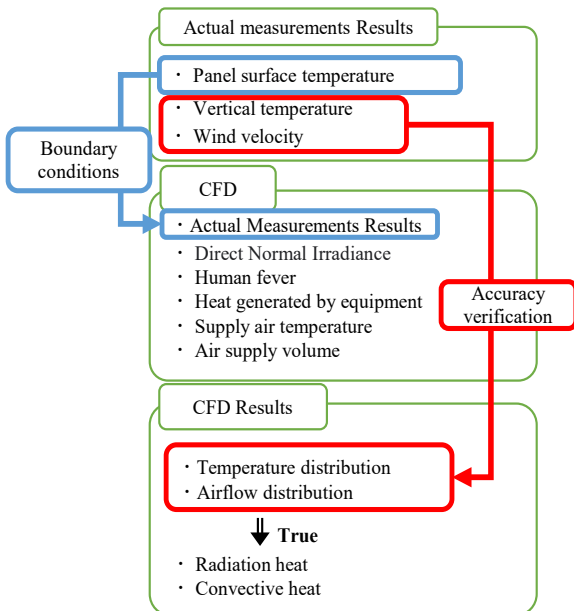 Actual measurements Results
・ Panel surface temperature
・ Vertical temperature
・ Wind velocity
Boundary
conditions
CFD
・ Actual Measurements Results
・ Direct Normal Irradiance
・ Human fever
・ Heat generated by equipment
・ Supply air temperature
・ Air supply volume
Accuracy
verification
CFD Results
・ Temperature distribution
・ Airflow distribution
⇓ True
・ Radiation heat
・ Convective heat